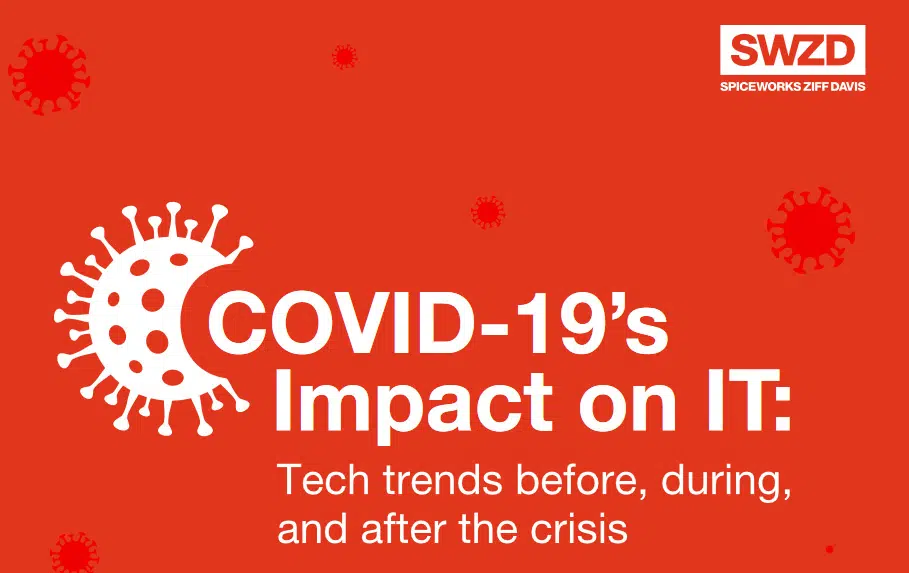 SWZD
SPICEWORKS ZIFF DAVIS
COVID-19’s
Impact on IT:
Tech trends before, during,
and after the crisis